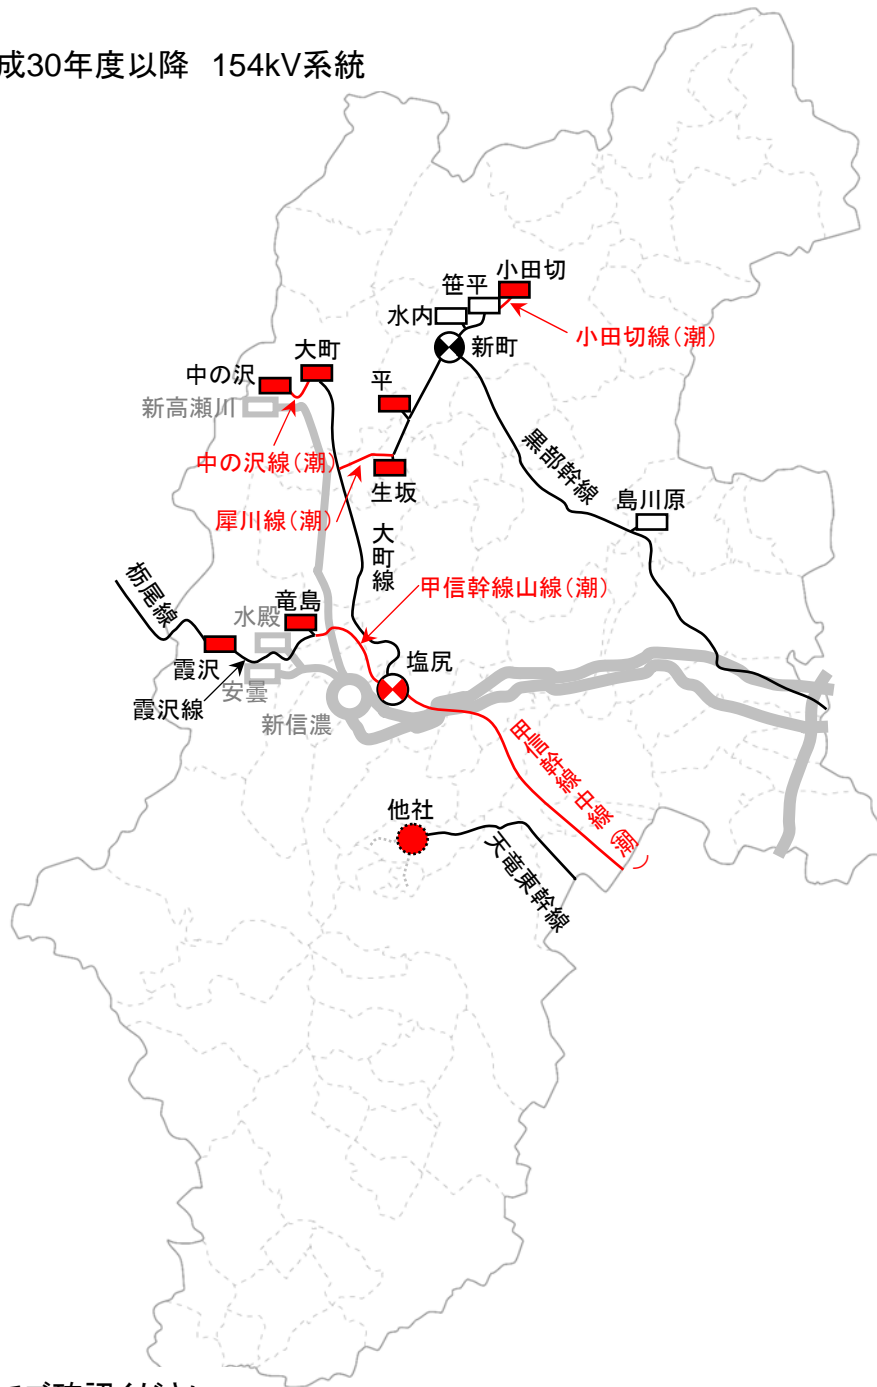 成30年度以降 154kV系統
小田切
笹平
水内
小田切線(潮)
新町
大町
中の沢
平
新高瀬川
黒部幹線
中の沢線(潮)
生坂
島川原
犀川線(潮)
大町線
栃尾線
甲信幹線山線(潮)
竜島
水殿
塩尻
霞沢
安曇
霞沢線
新信濃
甲信幹線中線(潮)
他社
天竜東幹線